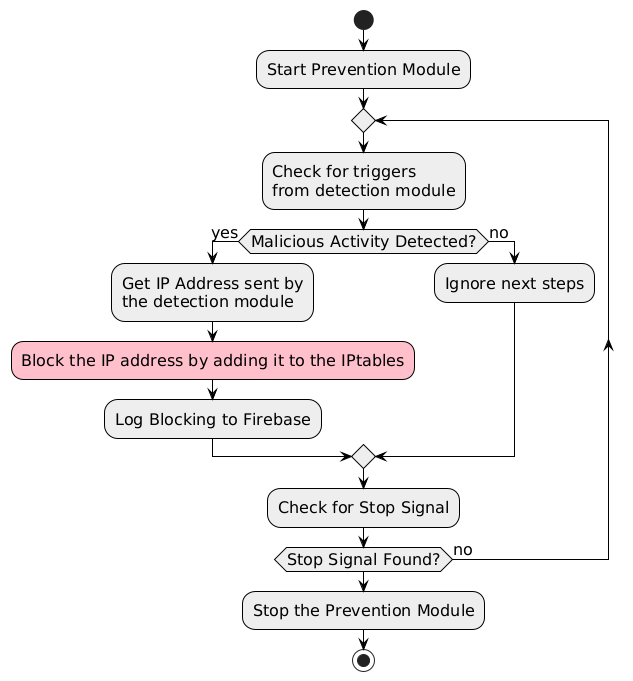 Start Prevention Module
Check for triggers
from detection module
yes
Malicious Activity Detected?
no
Get IP Address sent by
the detection module
Ignore next steps
Block the IP address by adding it to the IPtables
Log Blocking to Firebase
Check for Stop Signal
Stop Signal Found?
no
Stop the Prevention Module